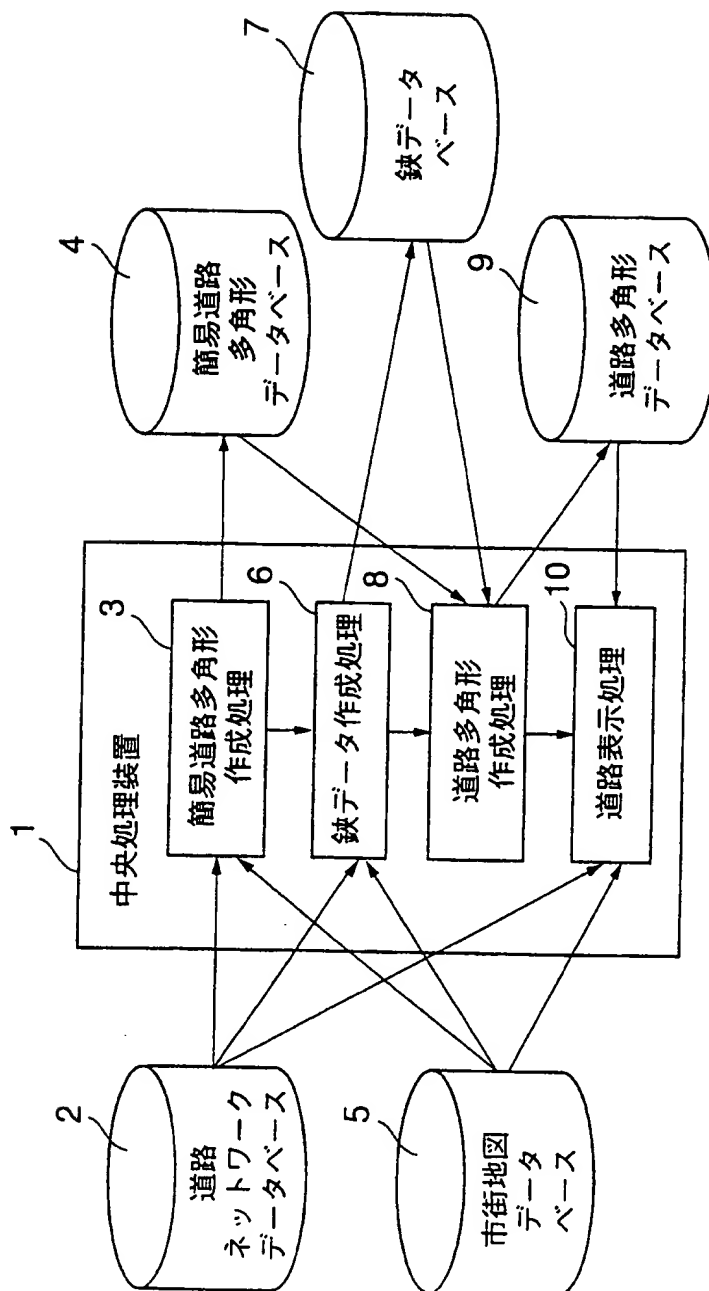 1
中央処理装置
2
道路
ネットワーク
データベース
5
市街地図
データ
ベース
3
簡易道路多角形
作成処理
6
鋏データ作成処理
8
道路多角形
作成処理
10
道路表示処理
4
簡易道路
多角形
データベース
7
鋏データ
ベース
9
道路多角形
データベース